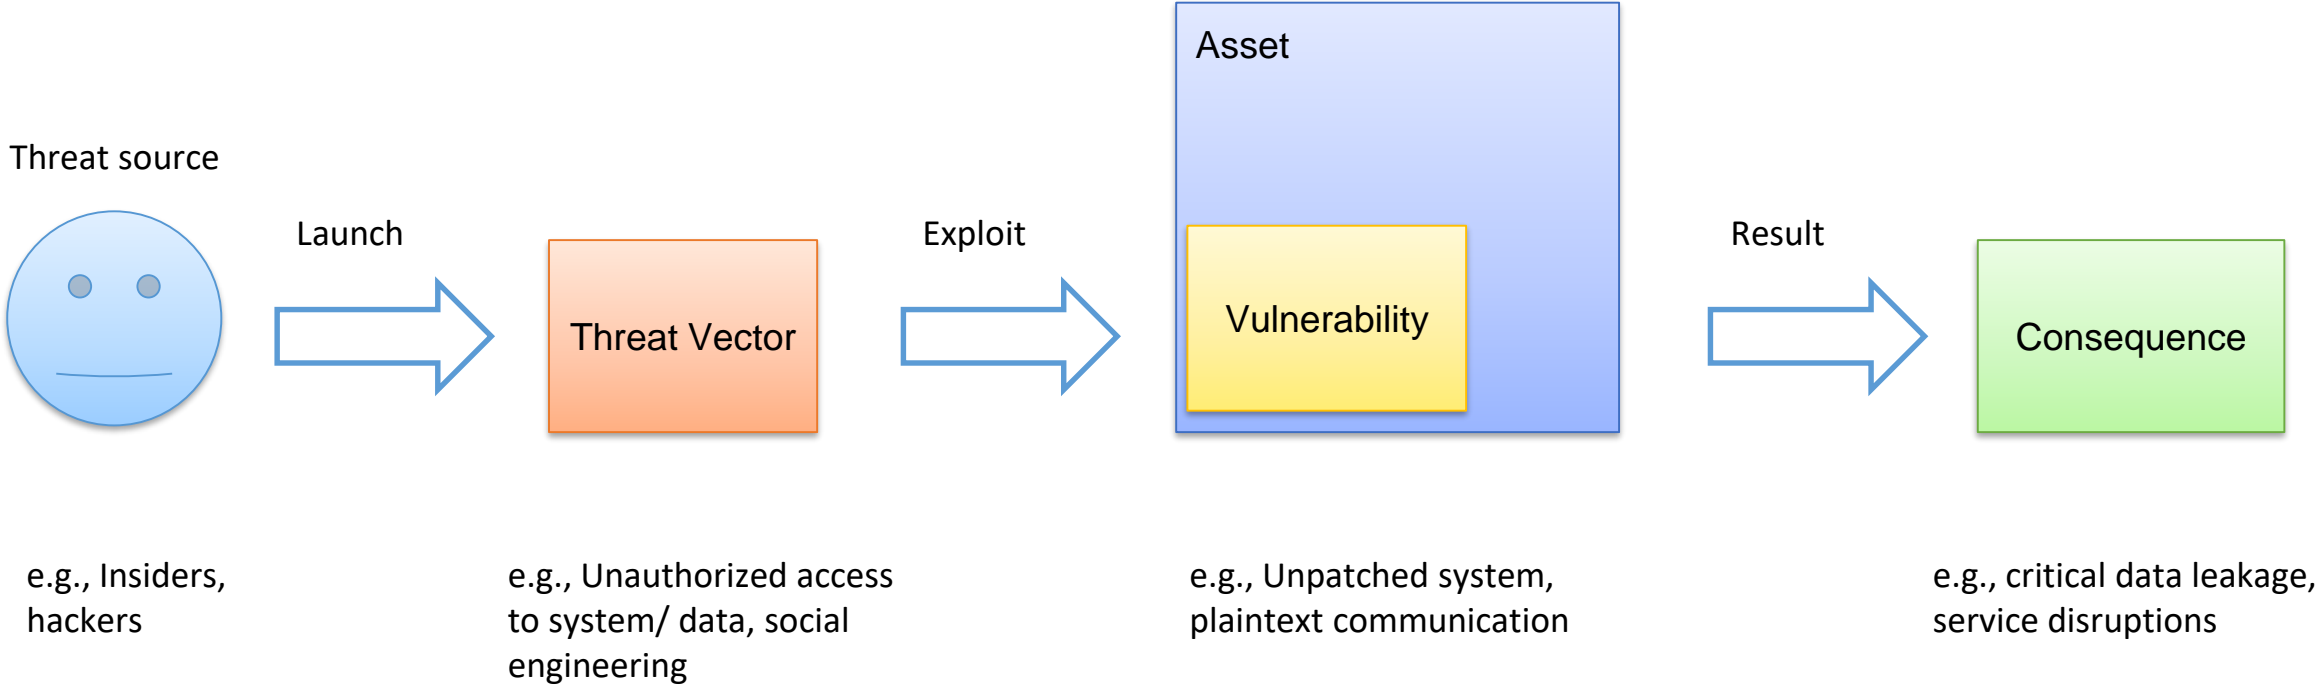 Asset
Threat source
Launch
Exploit
Result
Threat Vector
Vulnerability
Consequence
e.g., Insiders,
hackers
e.g., Unauthorized access
to system/ data, social
engineering
e.g., Unpatched system,
plaintext communication
e.g., critical data leakage,
service disruptions